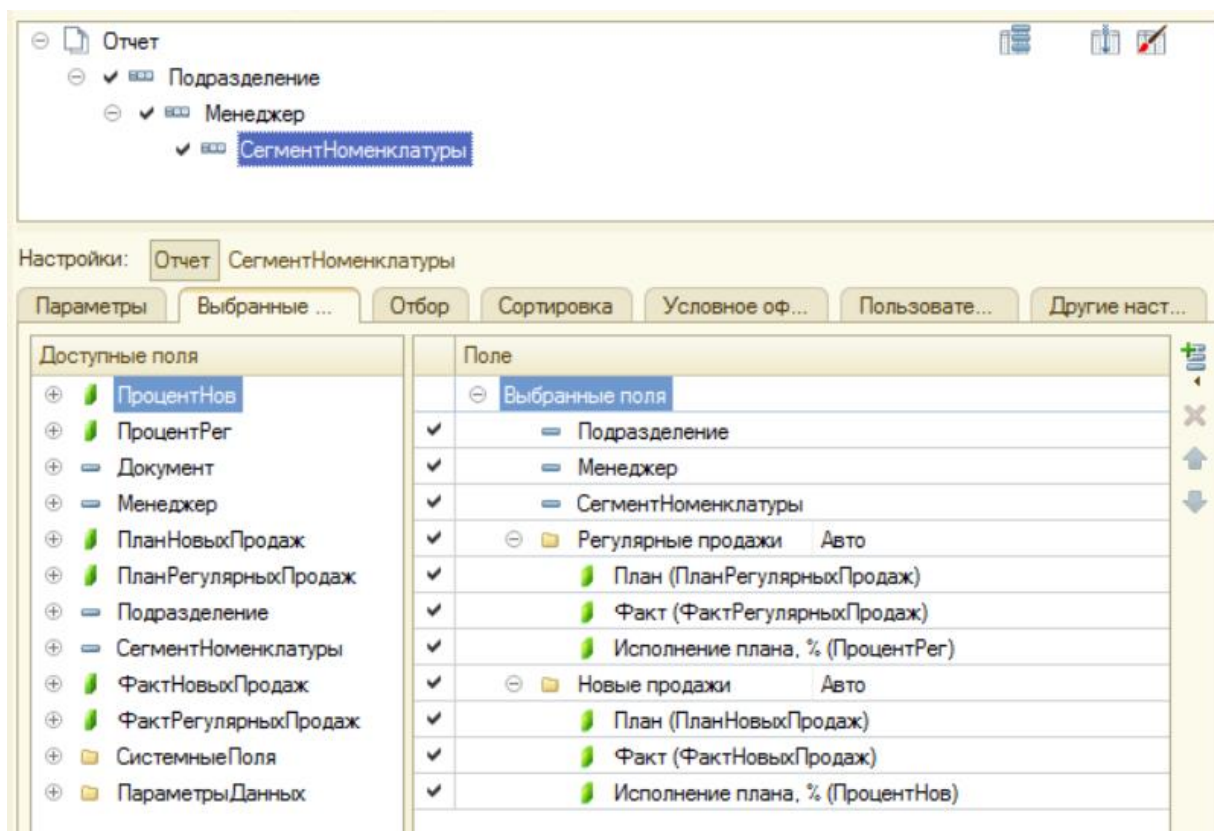 Отчет
Подразделение
Менеджер
СегментНоменклатуры
Настройки: Отчет СегментНоменклатуры
Параметры Выбранные ... Отбор Сортировка Условное оф... Пользовате... Другие наст...
Доступные поля Поле
ПроцентНов Выбранные поля
ПроцентРег Подразделение
Документ Менеджер
Менеджер СегментНоменклатуры
ПланНовыхПродаж Регулярные продажи Авто
ПланРегулярныхПродаж План (ПланРегулярныхПродаж)
Подразделение Факт (ФактРегулярныхПродаж)
СегментНоменклатуры Исполнение плана, % (ПроцентРег)
ФактНовыхПродаж Новые продажи Авто
ФактРегулярныхПродаж План (ПланНовыхПродаж)
СистемныеПоля Факт (ФактНовыхПродаж)
ПараметрыДанных Исполнение плана, % (ПроцентНов)